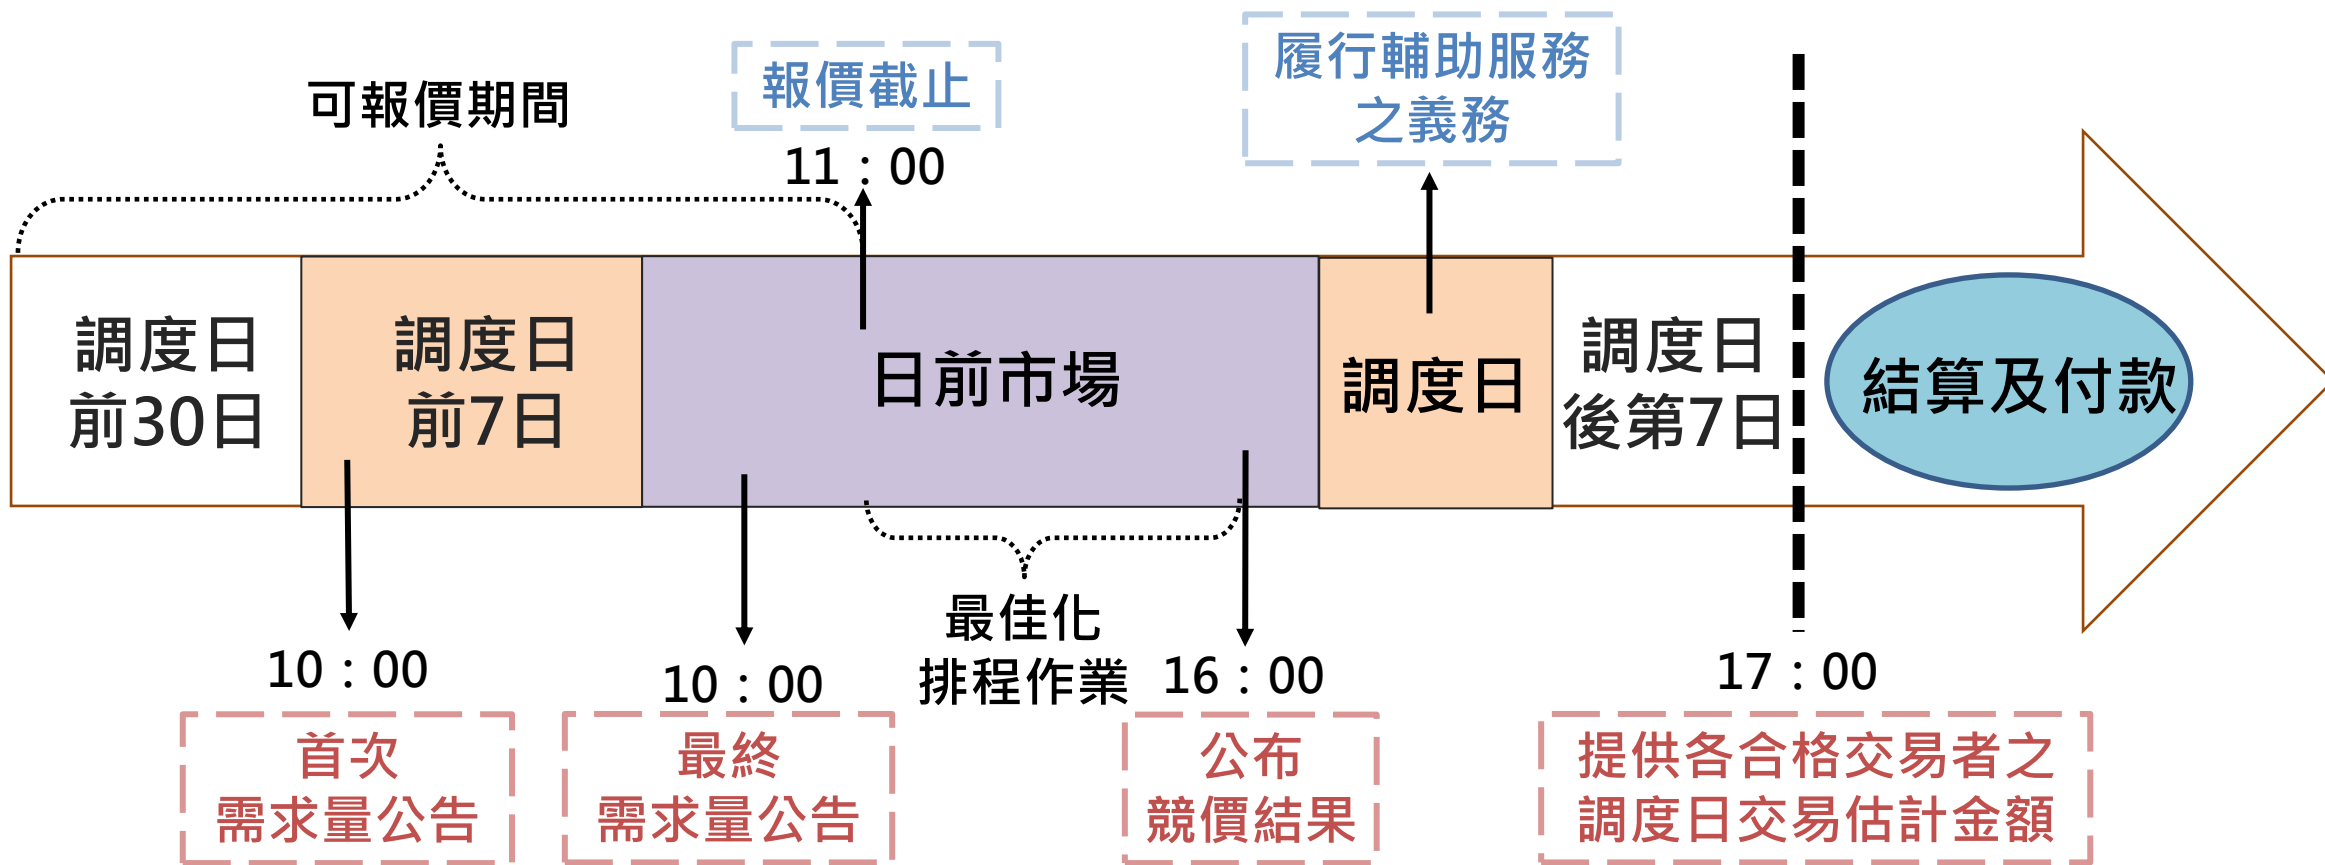 可報價期間
報價截止
11：00
履行輔助服務
之義務
調度日
前30日
調度日
前7日
日前市場
調度日
調度日
後第7日
結算及付款
10：00
首次
需求量公告
10：00
最終
需求量公告
最佳化
排程作業
16：00
公布
競價結果
17：00
提供各合格交易者之
調度日交易估計金額